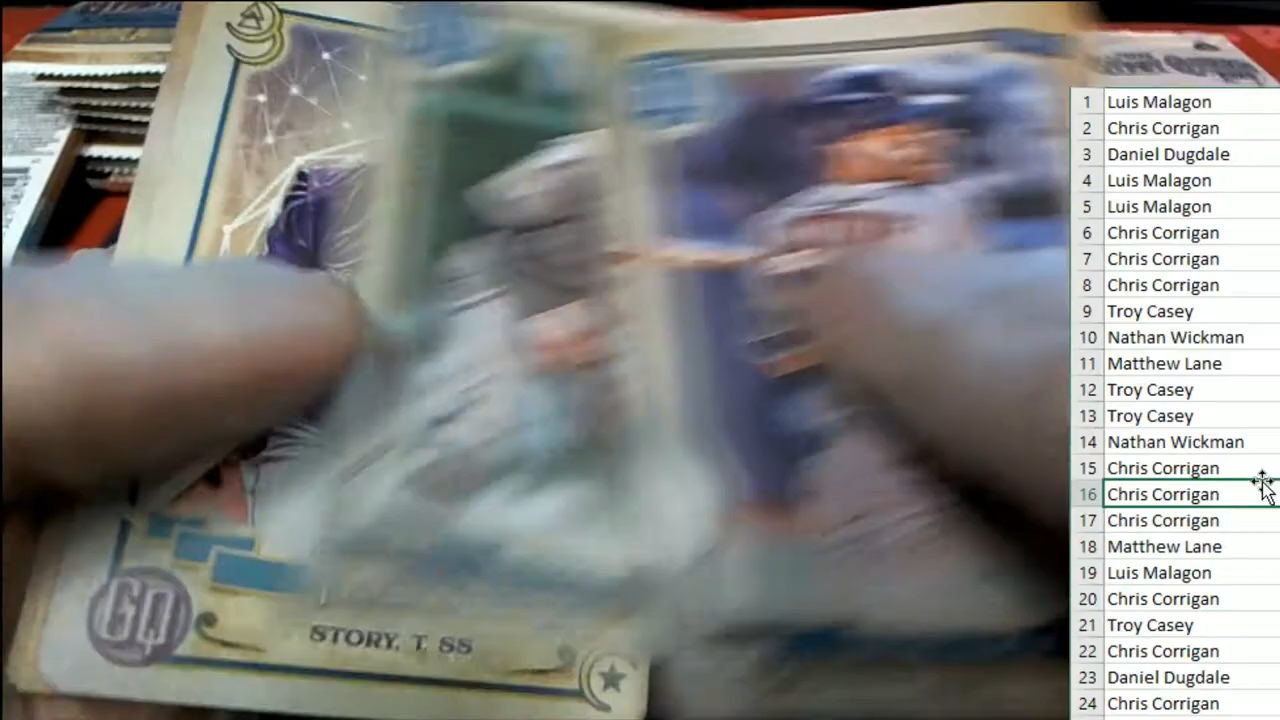 GQ
STORY, T. SS
1 Luis Malagon
2 Chris Corrigan
3 Daniel Dugdale
4 Luis Malagon
5 Luis Malagon
6 Chris Corrigan
7 Chris Corrigan
8 Chris Corrigan
9 Troy Casey
10 Nathan Wickman
11 Matthew Lane
12 Troy Casey
13 Troy Casey
14 Nathan Wickman
15 Chris Corrigan
16 Chris Corrigan
17 Chris Corrigan
18 Matthew Lane
19 Luis Malagon
20 Chris Corrigan
21 Troy Casey
22 Chris Corrigan
23 Daniel Dugdale
24 Chris Corrigan